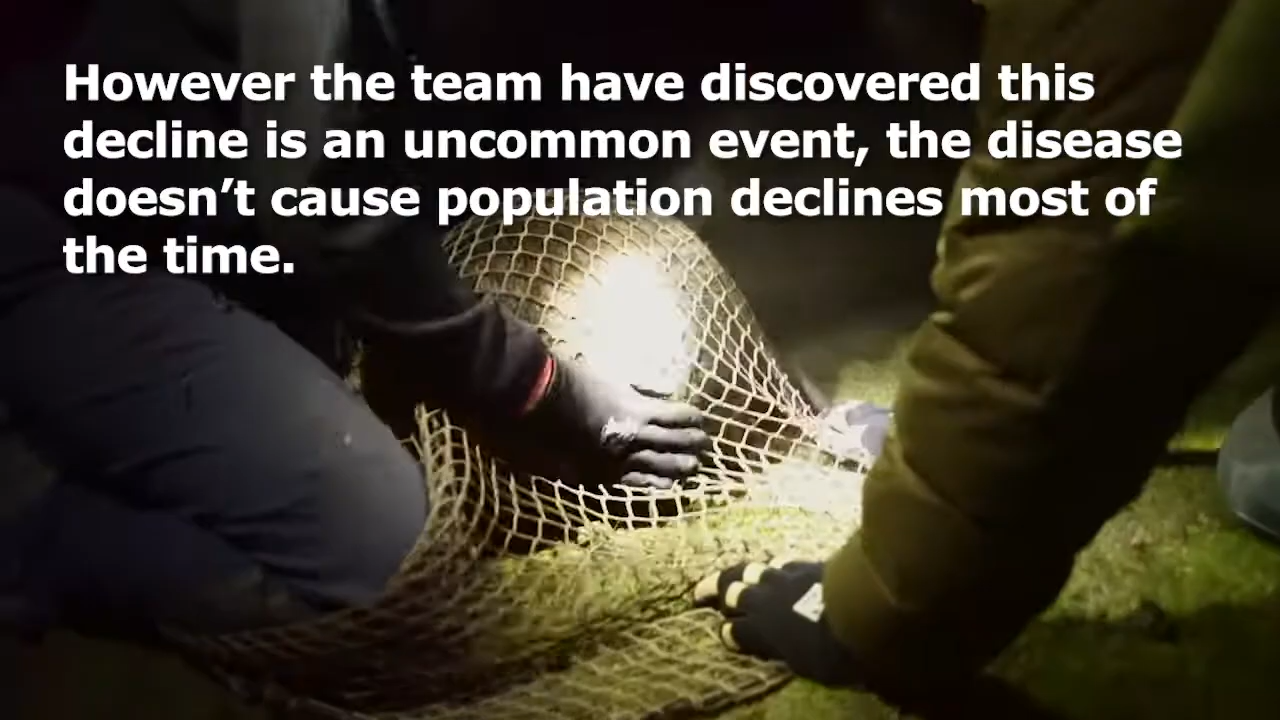 However the team have discovered this
decline is an uncommon event, the disease
doesn’t cause population declines most of
the time.